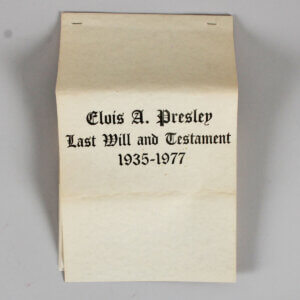 Elvis A. Presley
Last Will and Testament
1935-1977